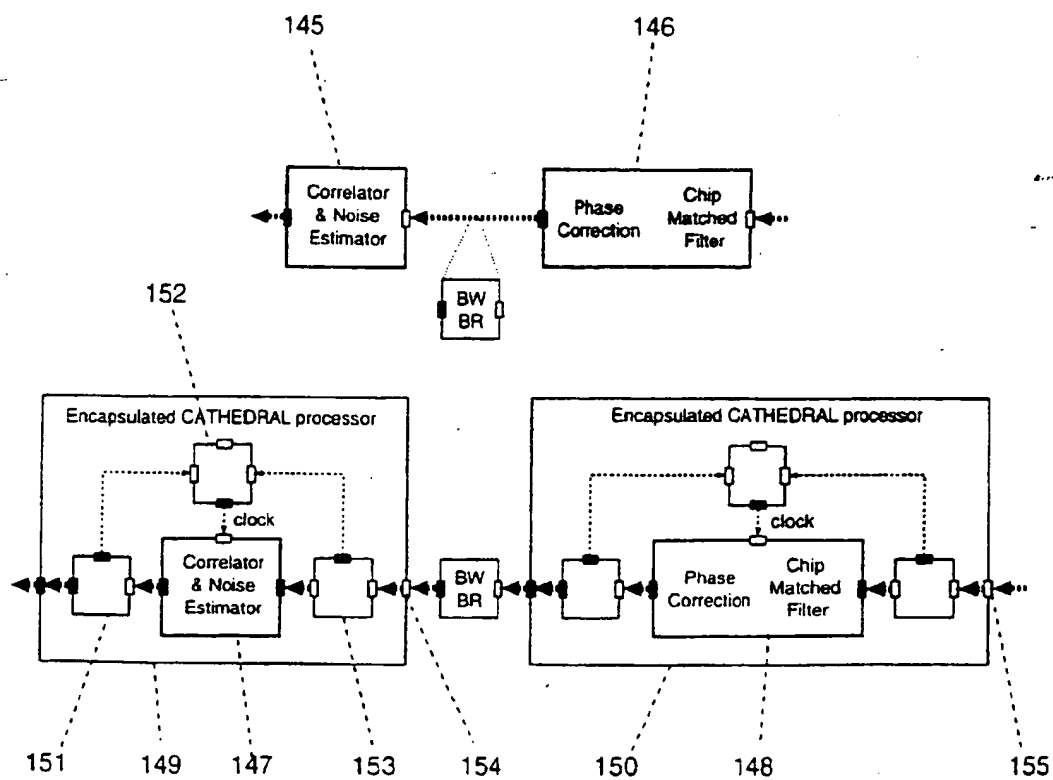 145
146
Correlator
& Noise
Estimator
Phase
Correction
Chip
Matched
Filter
BW
BR
152
Encapsulated CATHEDRAL processor
Encapsulated CATHEDRAL processor
clock
clock
Correlator
& Noise
Estimator
BW
BR
Phase
Correction
Chip
Matched
Filter
151
149
147
153
154
150
148
155